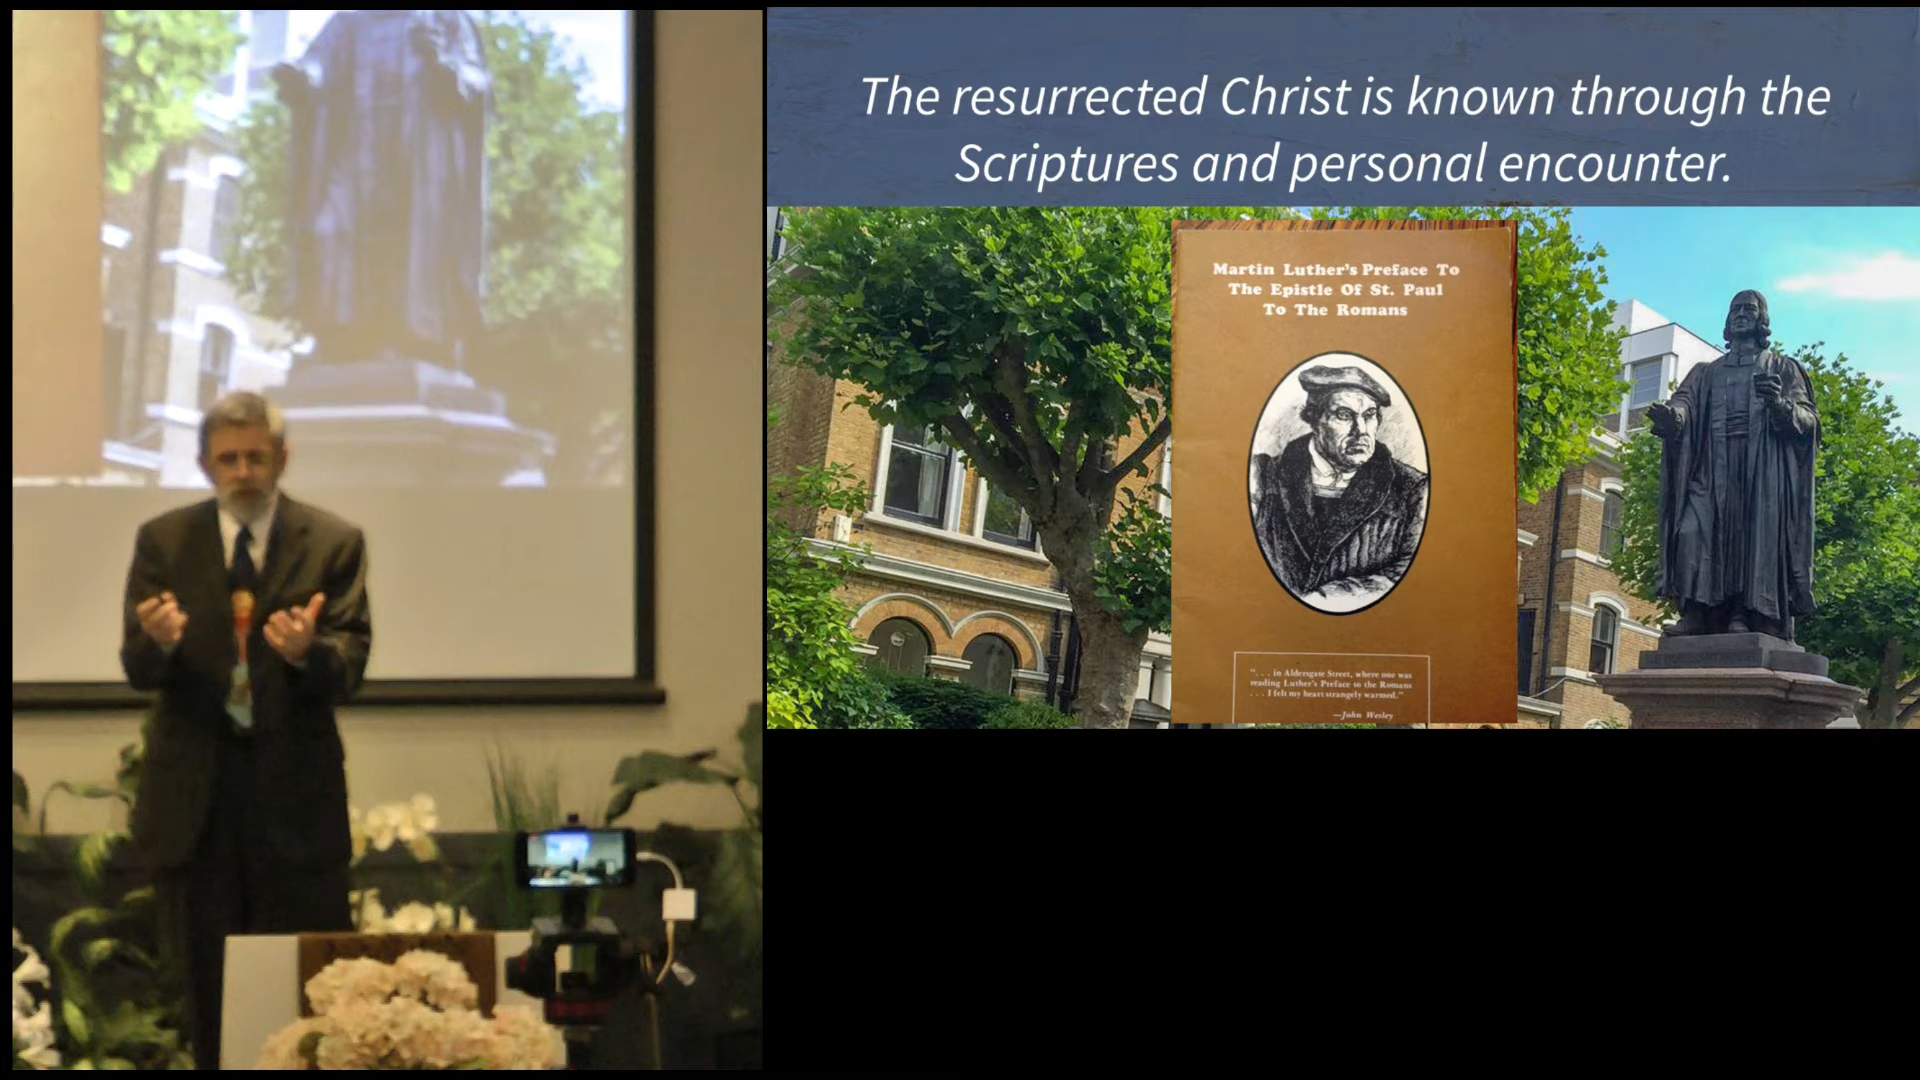 The resurrected Christ is known through the
Scriptures and personal encounter.
Martin Luther's Preface To
The Epistle Of St. Paul
To The Romans
". . . in Aldersgate Street, where one was
reading Luther's Preface to the Romans
. . . I felt my heart strangely warmed."
—John Wesley